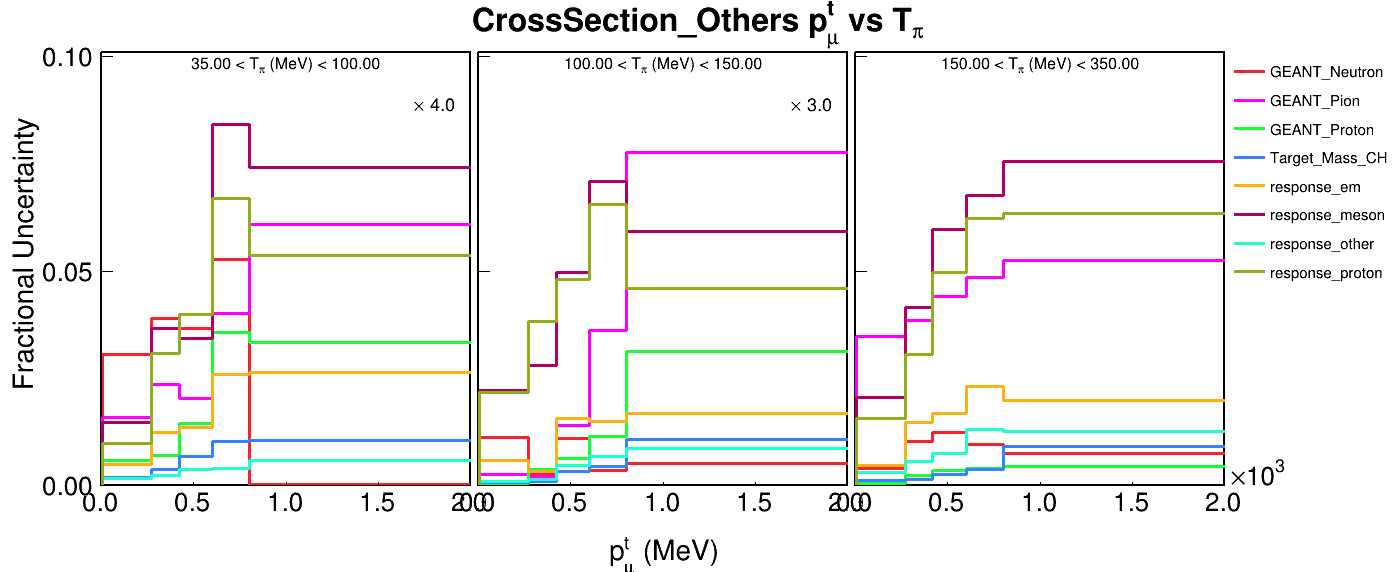 CrossSection_Others p^t_μ vs T_π
35.00 < T_π (MeV) < 100.00
× 4.0
100.00 < T_π (MeV) < 150.00
× 3.0
150.00 < T_π (MeV) < 350.00
GEANT_Neutron
GEANT_Pion
GEANT_Proton
Target_Mass_CH
response_em
response_meson
response_other
response_proton
Fractional Uncertainty
0.10
0.05
0.00
0.0 0.5 1.0 1.5 2.0
0.0 0.5 1.0 1.5 2.0
0.0 0.5 1.0 1.5 2.0
×10³
p^t_μ (MeV)